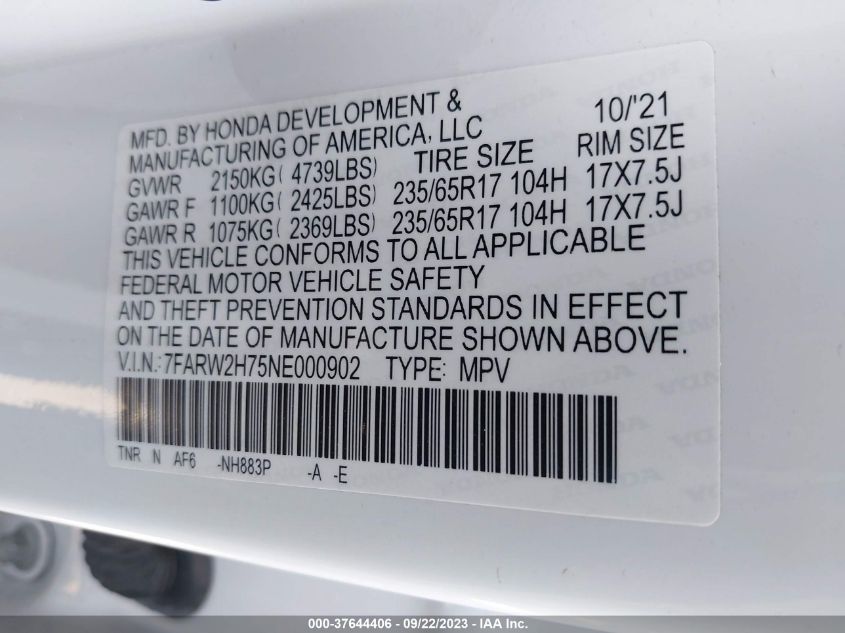 MFD. BY HONDA DEVELOPMENT & 10/'21
MANUFACTURING OF AMERICA, LLC
GVWR 2150KG( 4739LBS) TIRE SIZE RIM SIZE
GAWR F 1100KG( 2425LBS) 235/65R17 104H 17X7.5J
GAWR R 1075KG( 2369LBS) 235/65R17 104H 17X7.5J
THIS VEHICLE CONFORMS TO ALL APPLICABLE
FEDERAL MOTOR VEHICLE SAFETY
AND THEFT PREVENTION STANDARDS IN EFFECT
ON THE DATE OF MANUFACTURE SHOWN ABOVE.
V.I.N.: 7FARW2H75NE000902 TYPE: MPV
TNR N AF6 -NH883P -A -E
000-37644406 - 09/22/2023 - IAA Inc.